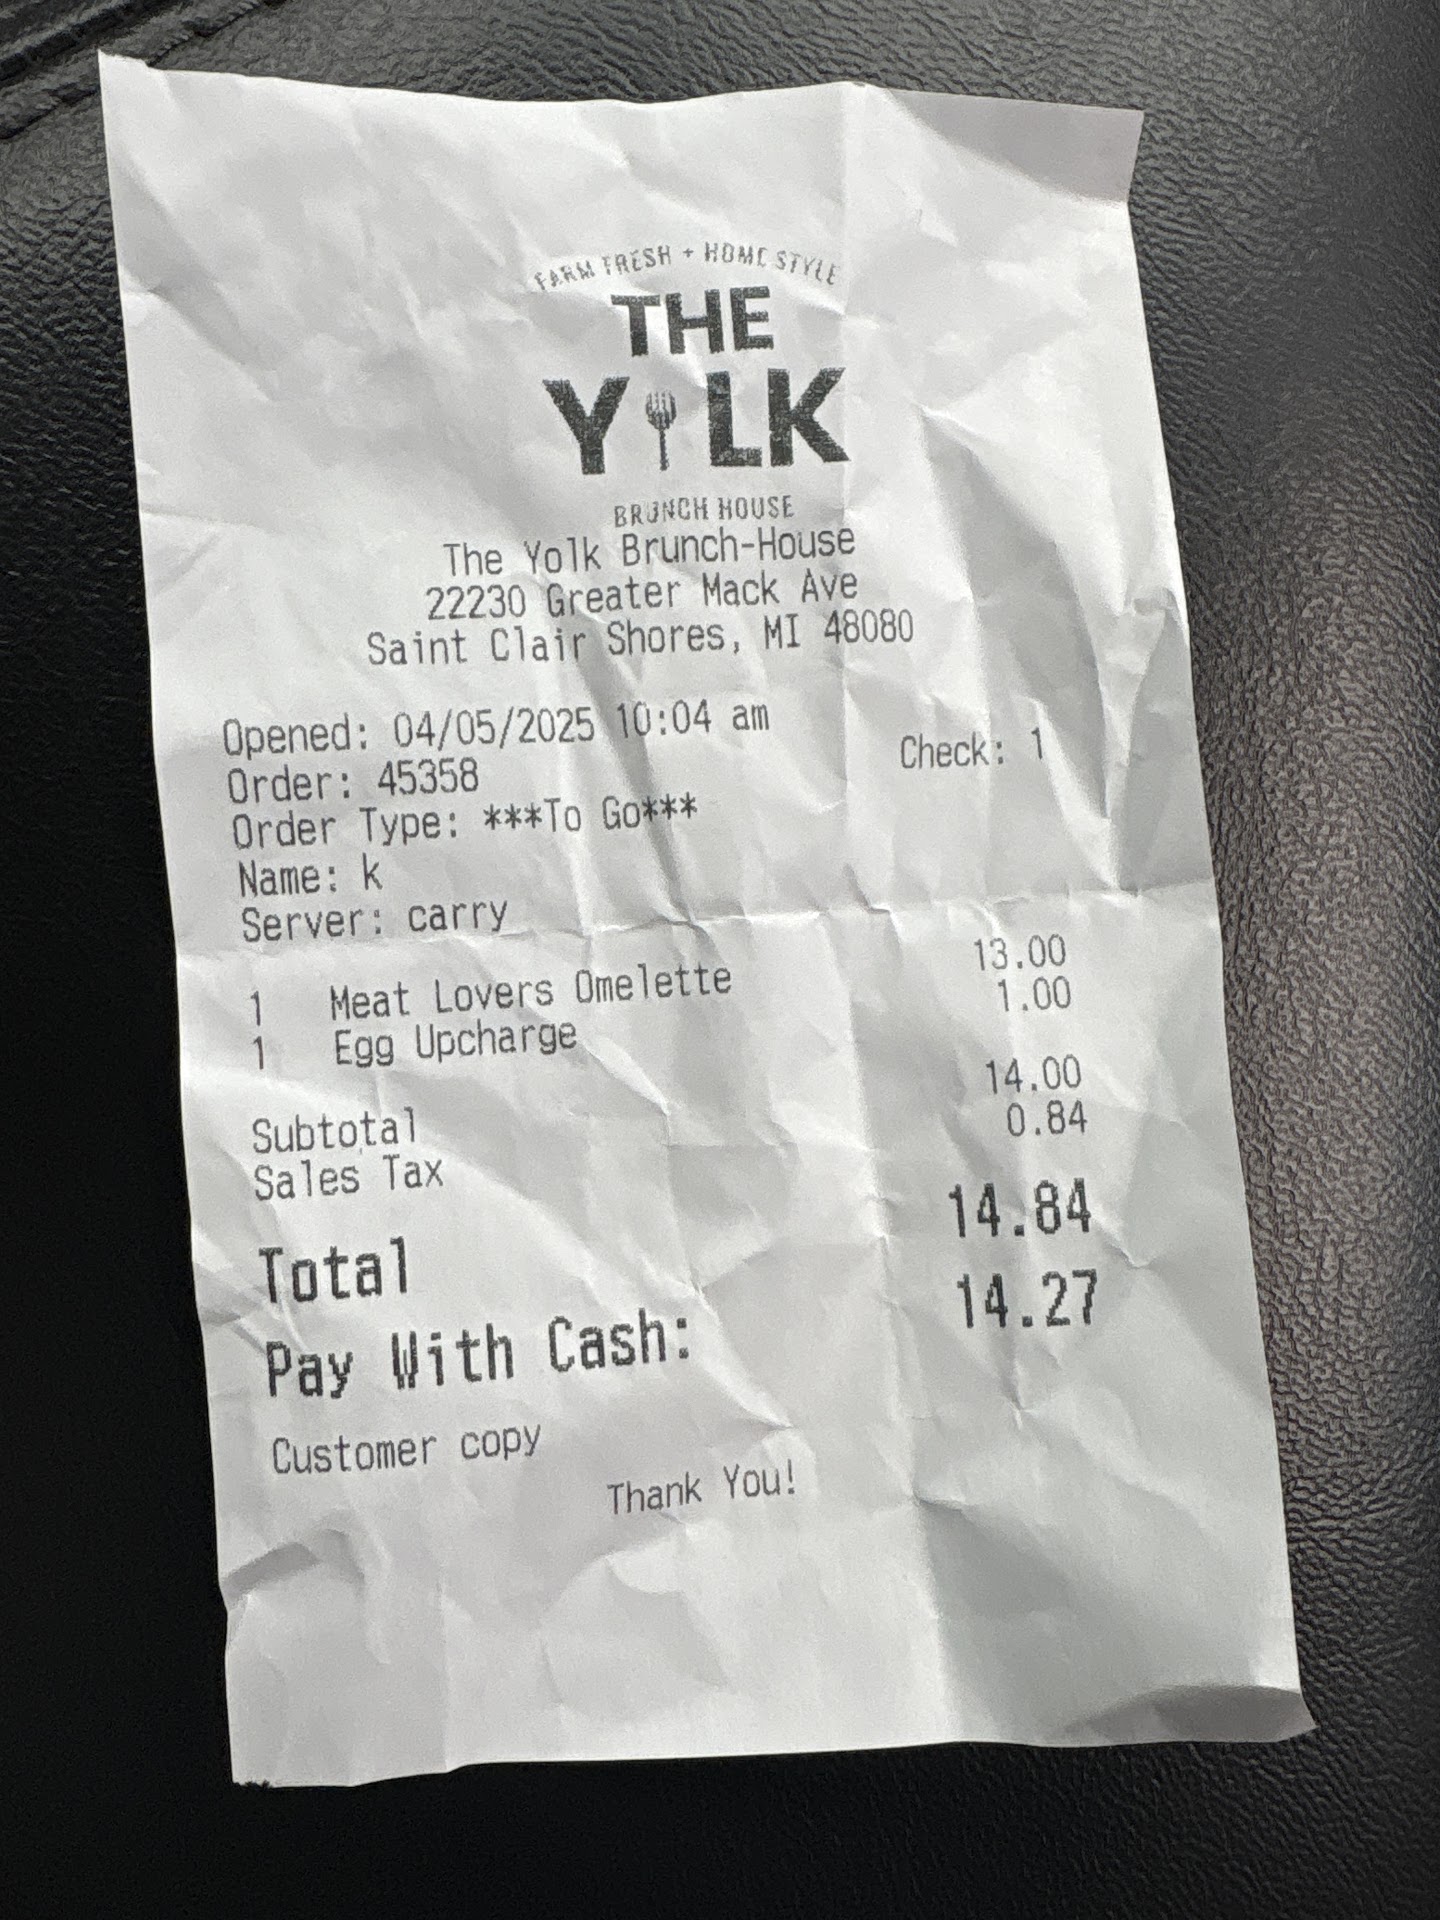 FARM FRESH + HOME STYLE
THE
YOLK
BRUNCH HOUSE
The Yolk Brunch-House
22230 Greater Mack Ave
Saint Clair Shores, MI 48080
Opened: 04/05/2025 10:04 am
Order: 45358 Check: 1
Order Type: ***To Go***
Name: k
Server: carry
1 Meat Lovers Omelette 13.00
1 Egg Upcharge 1.00
Subtotal 14.00
Sales Tax 0.84
Total 14.84
Pay With Cash: 14.27
Customer copy
Thank You!